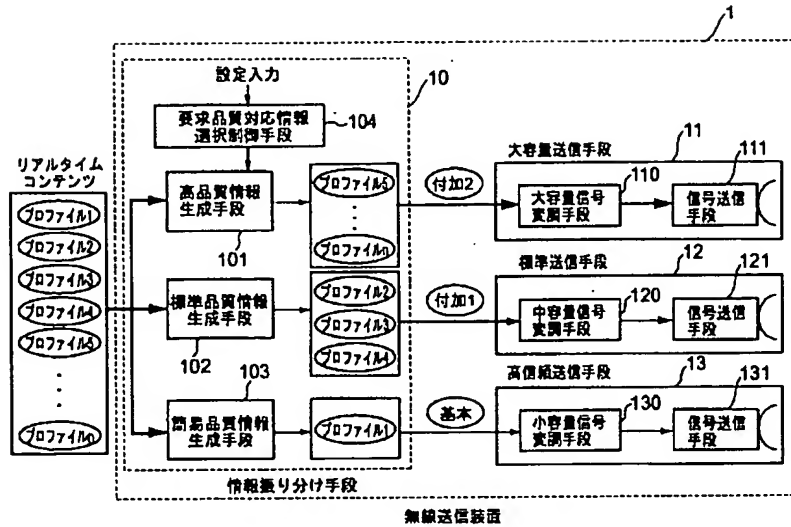 1
設定入力
10
要求品質対応情報
選択制御手段
104
リアルタイム
コンテンツ
プロファイル1
プロファイル2
プロファイル3
プロファイル4
プロファイル5
プロファイルn
高品質情報
生成手段
101
プロファイル5
プロファイルn
付加2
大容量送信手段
11
111
大容量信号
変調手段
110
信号送信
手段
標準品質情報
生成手段
102
プロファイル2
プロファイル3
プロファイル4
付加1
標準送信手段
12
121
中容量信号
変調手段
120
信号送信
手段
103
簡易品質情報
生成手段
プロファイル1
基本
高信頼送信手段
13
131
小容量信号
変調手段
130
信号送信
手段
情報振り分け手段
無線送信装置